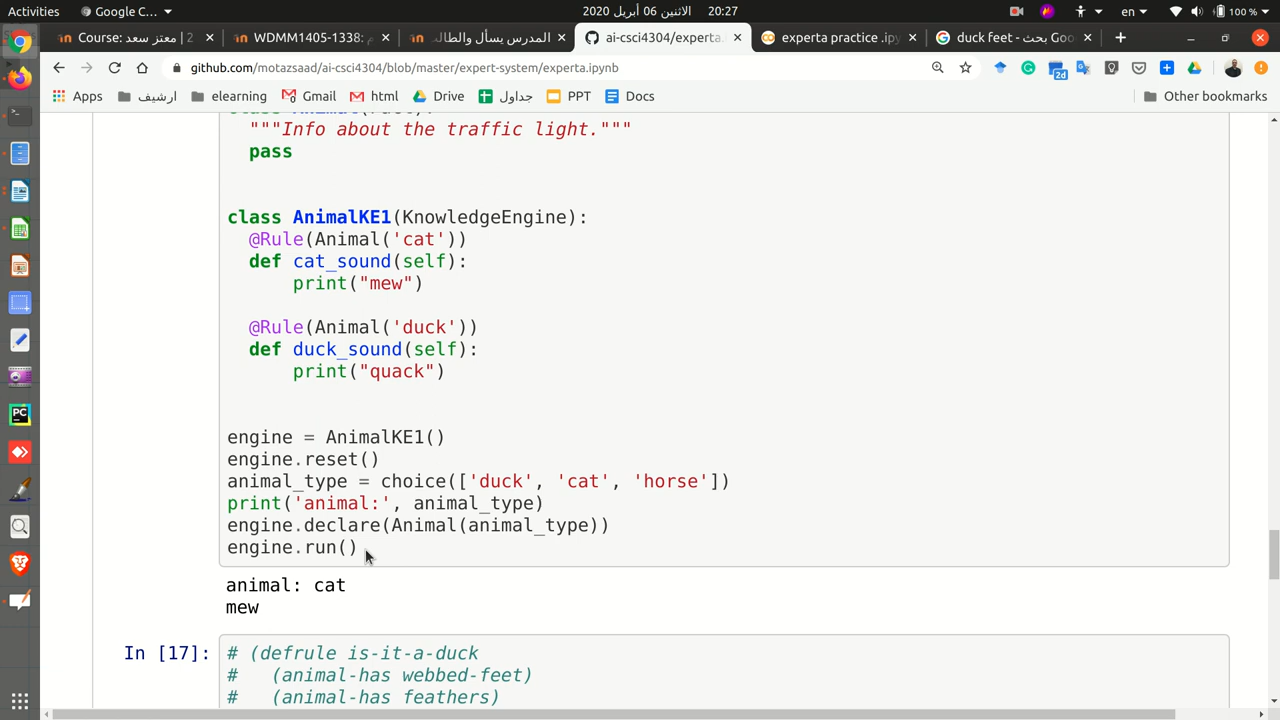 Activities Google C... الاثنين 06 أبريل 2020 20:27 en 100 %
Course: معتز سعد | 2 WDMM1405-1338: المدرس يسأل والطالـ ai-csci4304/experta. experta practice .ipy duck feet - بحث Goo
github.com/motazsaad/ai-csci4304/blob/master/expert-system/experta.ipynb 2d
Apps ارشيف elearning Gmail html Drive جداول PPT Docs Other bookmarks
"""Info about the traffic light."""
pass
class AnimalKE1(KnowledgeEngine):
@Rule(Animal('cat'))
def cat_sound(self):
print("mew")
@Rule(Animal('duck'))
def duck_sound(self):
print("quack")
engine = AnimalKE1()
engine.reset()
animal_type = choice(['duck', 'cat', 'horse'])
print('animal:', animal_type)
engine.declare(Animal(animal_type))
engine.run()
animal: cat
mew
In [17]: # (defrule is-it-a-duck
# (animal-has webbed-feet)
# (animal-has feathers)